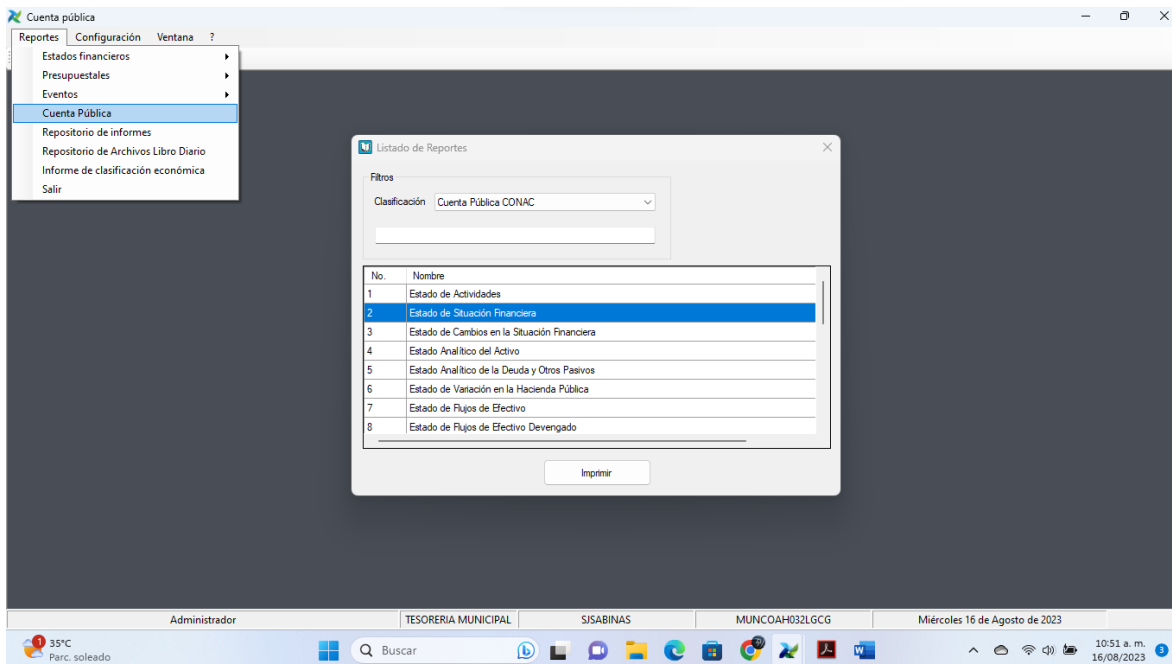 Cuenta pública
Reportes Configuración Ventana ?
Estados financieros
Presupuestales
Eventos
Cuenta Pública
Repositorio de informes
Repositorio de Archivos Libro Diario
Informe de clasificación económica
Salir
Listado de Reportes
Filtros
Clasificación Cuenta Pública CONAC
No. Nombre
1 Estado de Actividades
2 Estado de Situación Financiera
3 Estado de Cambios en la Situación Financiera
4 Estado Analítico del Activo
5 Estado Analítico de la Deuda y Otros Pasivos
6 Estado de Variación en la Hacienda Pública
7 Estado de Flujos de Efectivo
8 Estado de Flujos de Efectivo Devengado
Imprimir
Administrador TESORERIA MUNICIPAL SJSABINAS MUNCOAH032LGCG Miércoles 16 de Agosto de 2023
1 35°C
Parc. soleado
Buscar
10:51 a. m.
16/08/2023
3